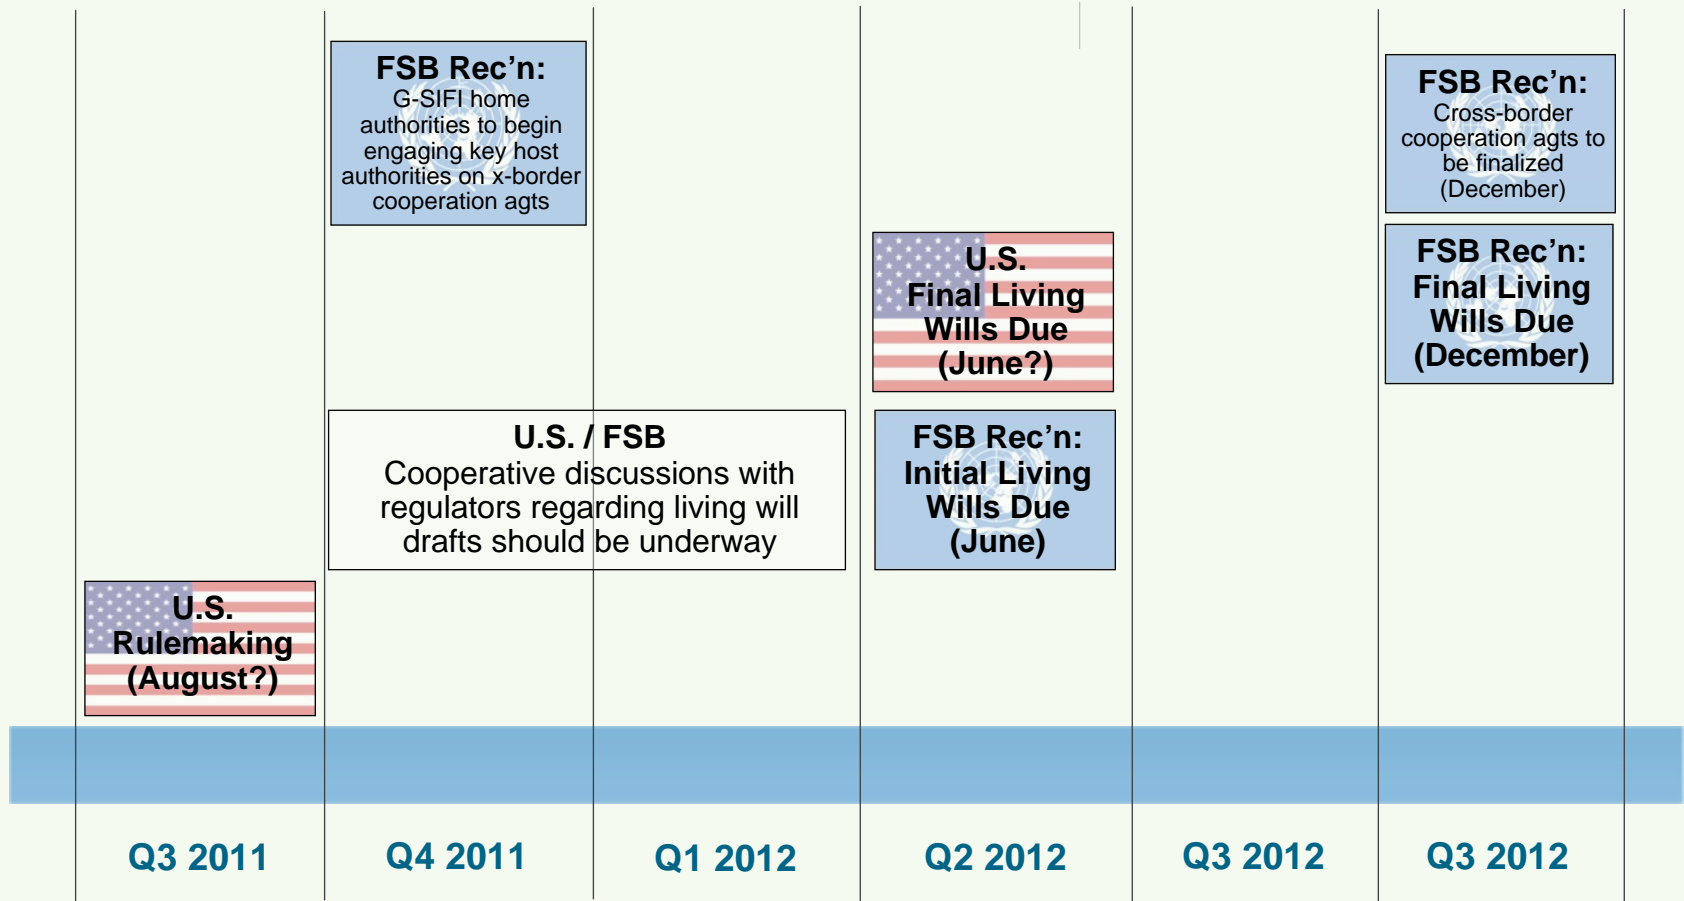 FSB Rec’n:
G-SIFI home
authorities to begin
engaging key host
authorities on x-border
cooperation agts
FSB Rec’n:
Cross-border
cooperation agts to
be finalized
(December)
U.S.
Final Living
Wills Due
(June?)
FSB Rec’n:
Final Living
Wills Due
(December)
U.S. / FSB
Cooperative discussions with
regulators regarding living will
drafts should be underway
FSB Rec’n:
Initial Living
Wills Due
(June)
U.S.
Rulemaking
(August?)
Q3 2011
Q4 2011
Q1 2012
Q2 2012
Q3 2012
Q3 2012